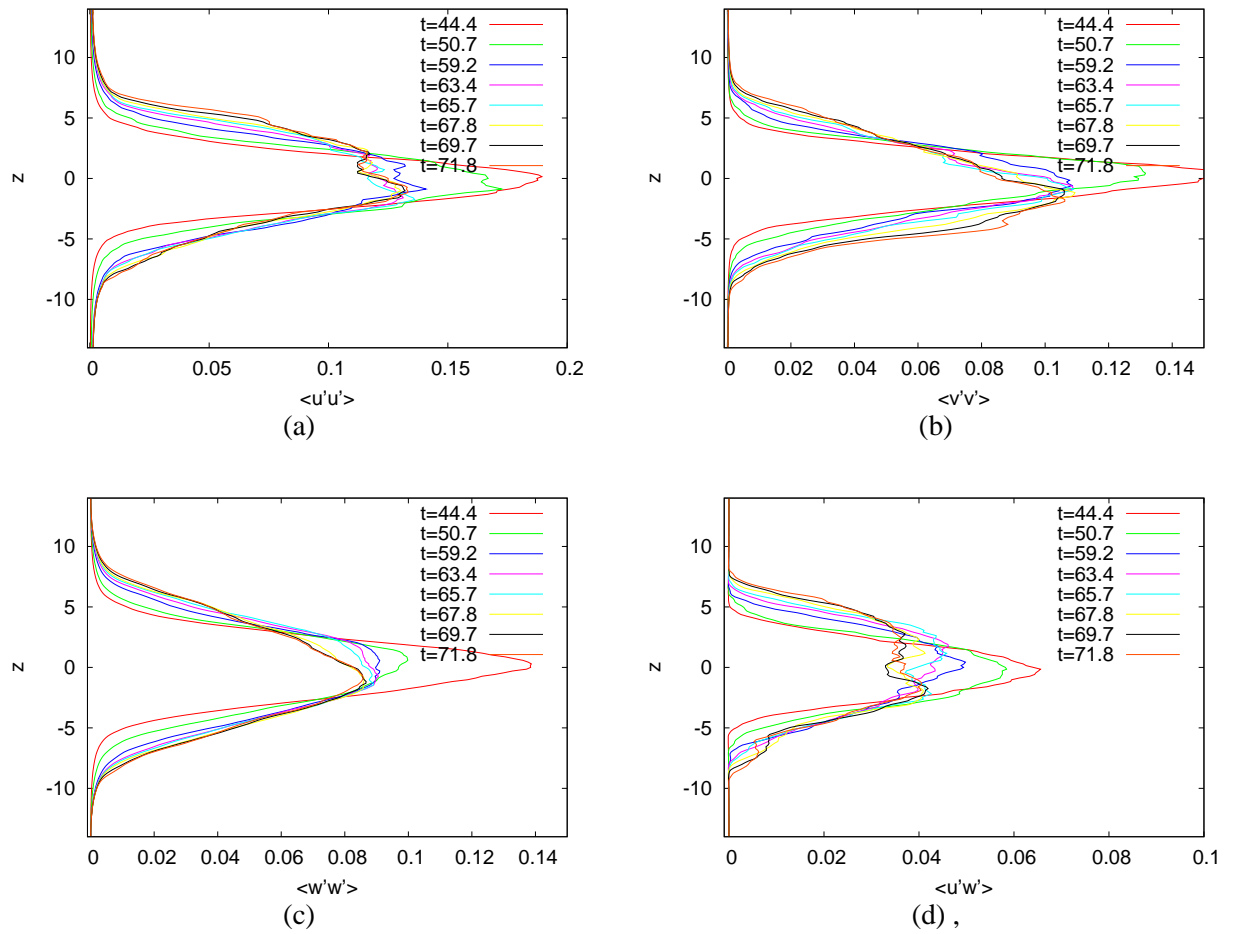 t=44.4
t=50.7
t=59.2
t=63.4
t=65.7
t=67.8
t=69.7
t=71.8
10
5
0
-5
-10
z
0 0.05 0.1 0.15 0.2
<u'u'>
(a)
t=44.4
t=50.7
t=59.2
t=63.4
t=65.7
t=67.8
t=69.7
t=71.8
10
5
0
-5
-10
z
0 0.02 0.04 0.06 0.08 0.1 0.12 0.14
<v'v'>
(b)
t=44.4
t=50.7
t=59.2
t=63.4
t=65.7
t=67.8
t=69.7
t=71.8
10
5
0
-5
-10
z
0 0.02 0.04 0.06 0.08 0.1 0.12 0.14
<w'w'>
(c)
t=44.4
t=50.7
t=59.2
t=63.4
t=65.7
t=67.8
t=69.7
t=71.8
10
5
0
-5
-10
z
0 0.02 0.04 0.06 0.08 0.1
<u'w'>
(d) ,